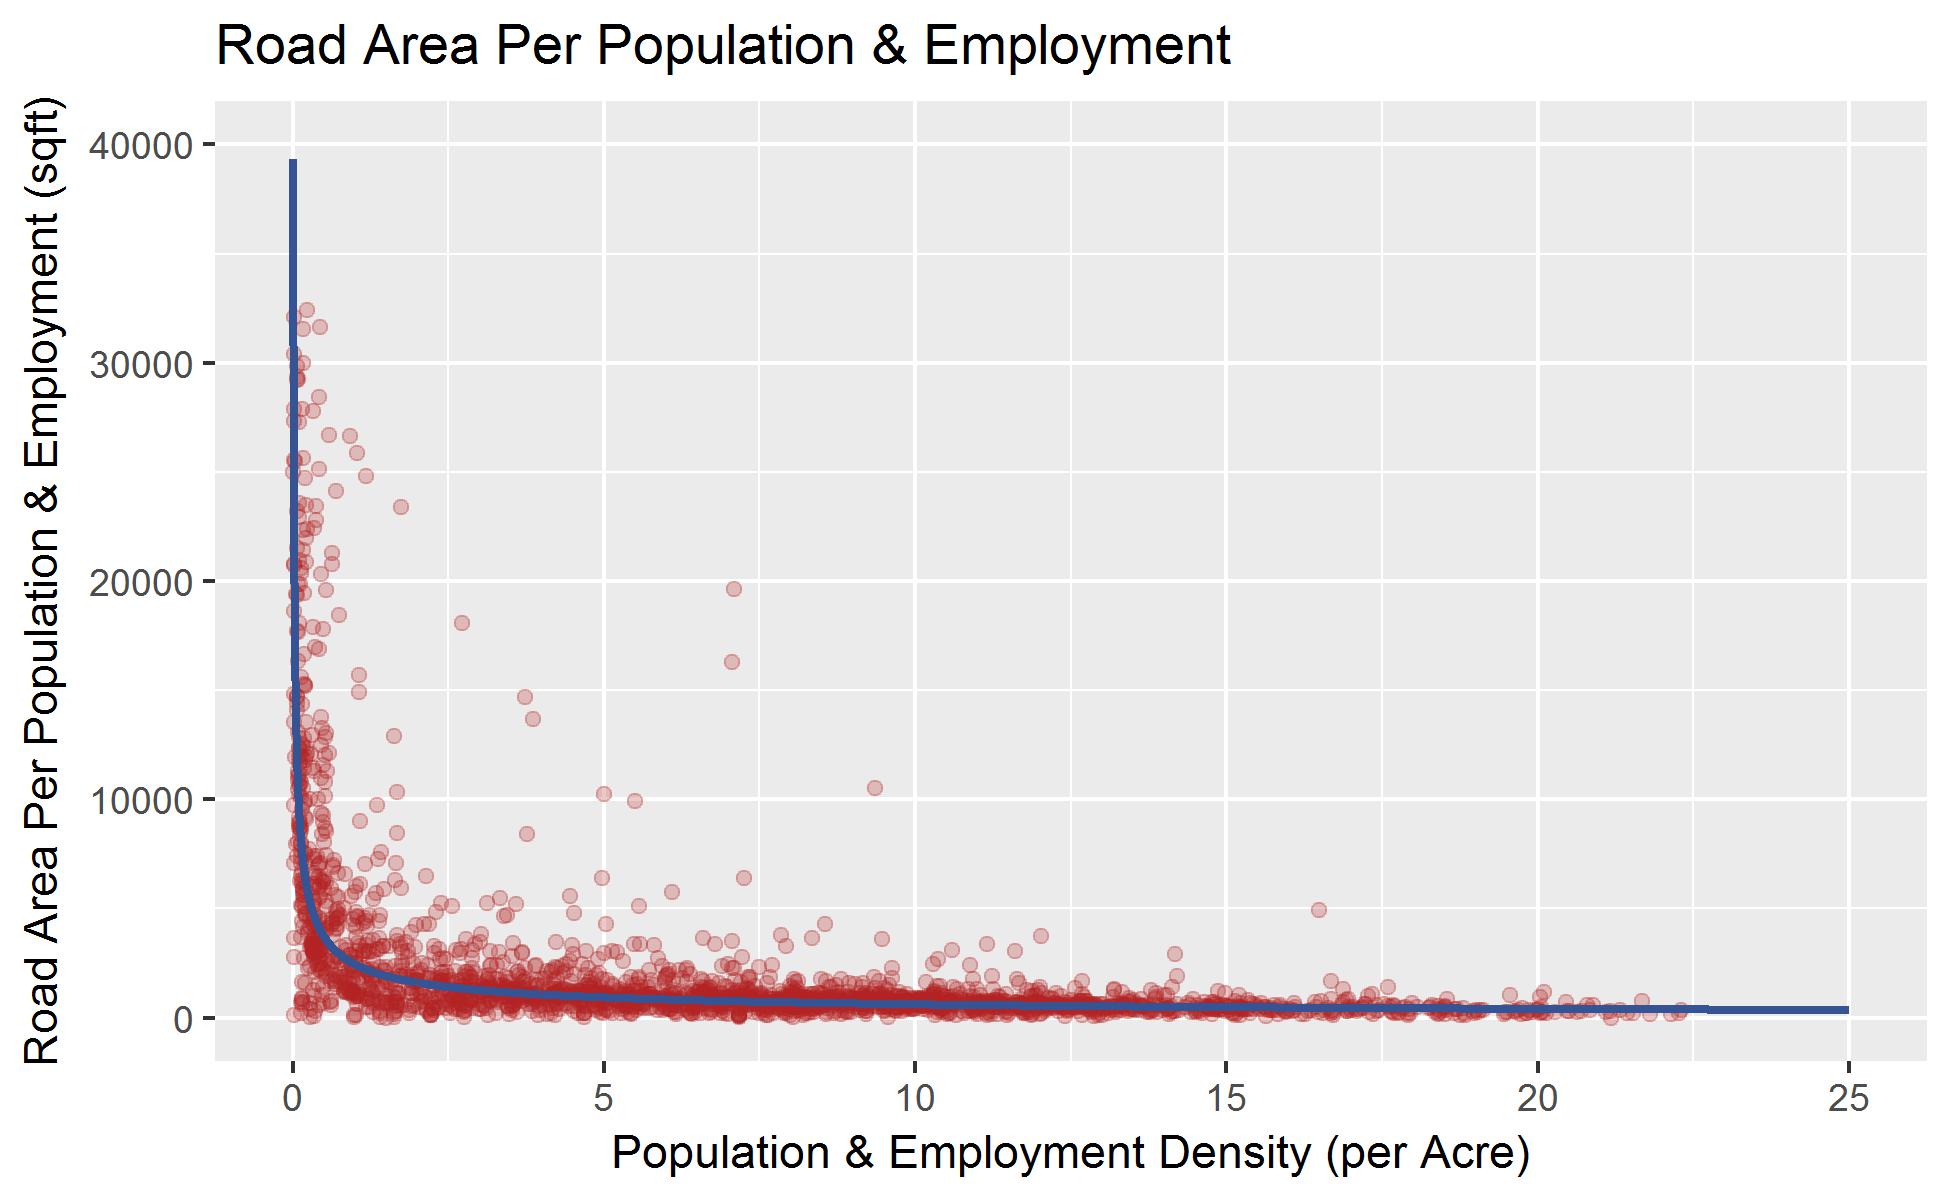 Road Area Per Population & Employment
Road Area Per Population & Employment (sqft)
40000
30000
20000
10000
0
0 5 10 15 20 25
Population & Employment Density (per Acre)